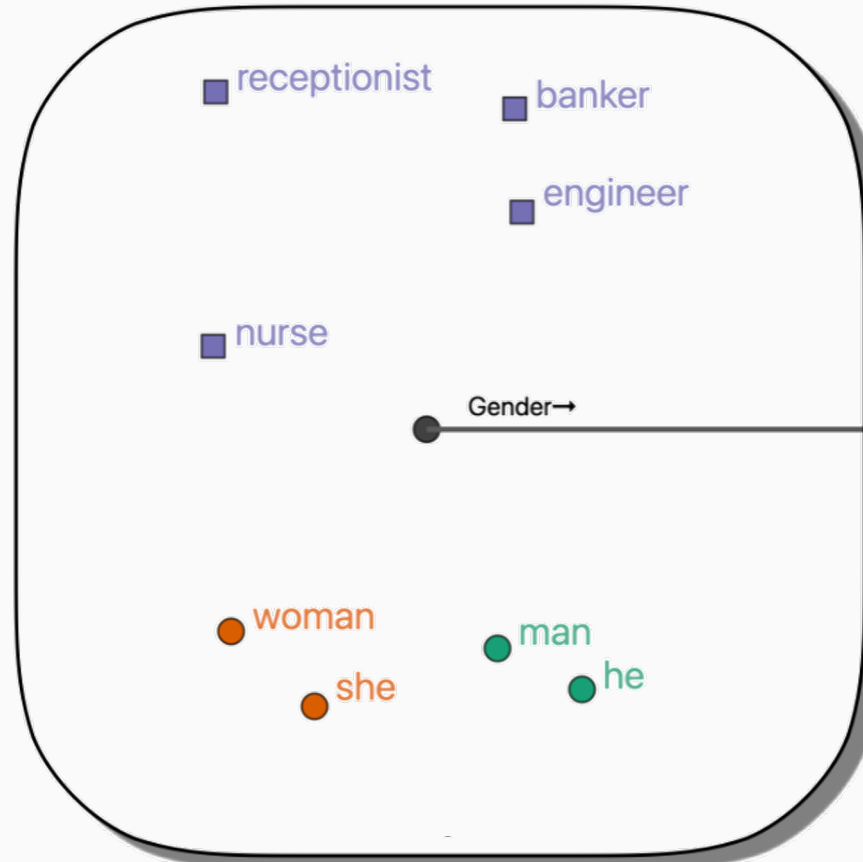 receptionist
banker
engineer
nurse
Gender→
woman
man
he
she